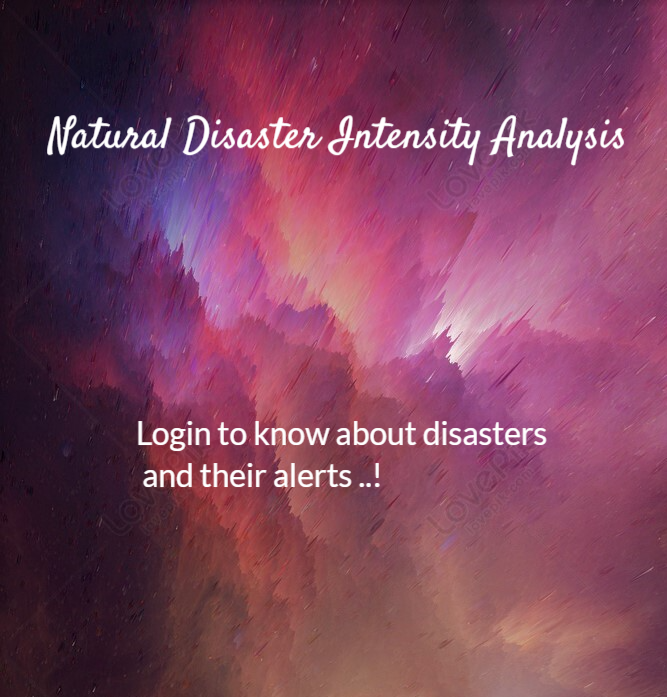 Natural Disaster Intensity Analysis
Login to know about disasters
and their alerts ..!